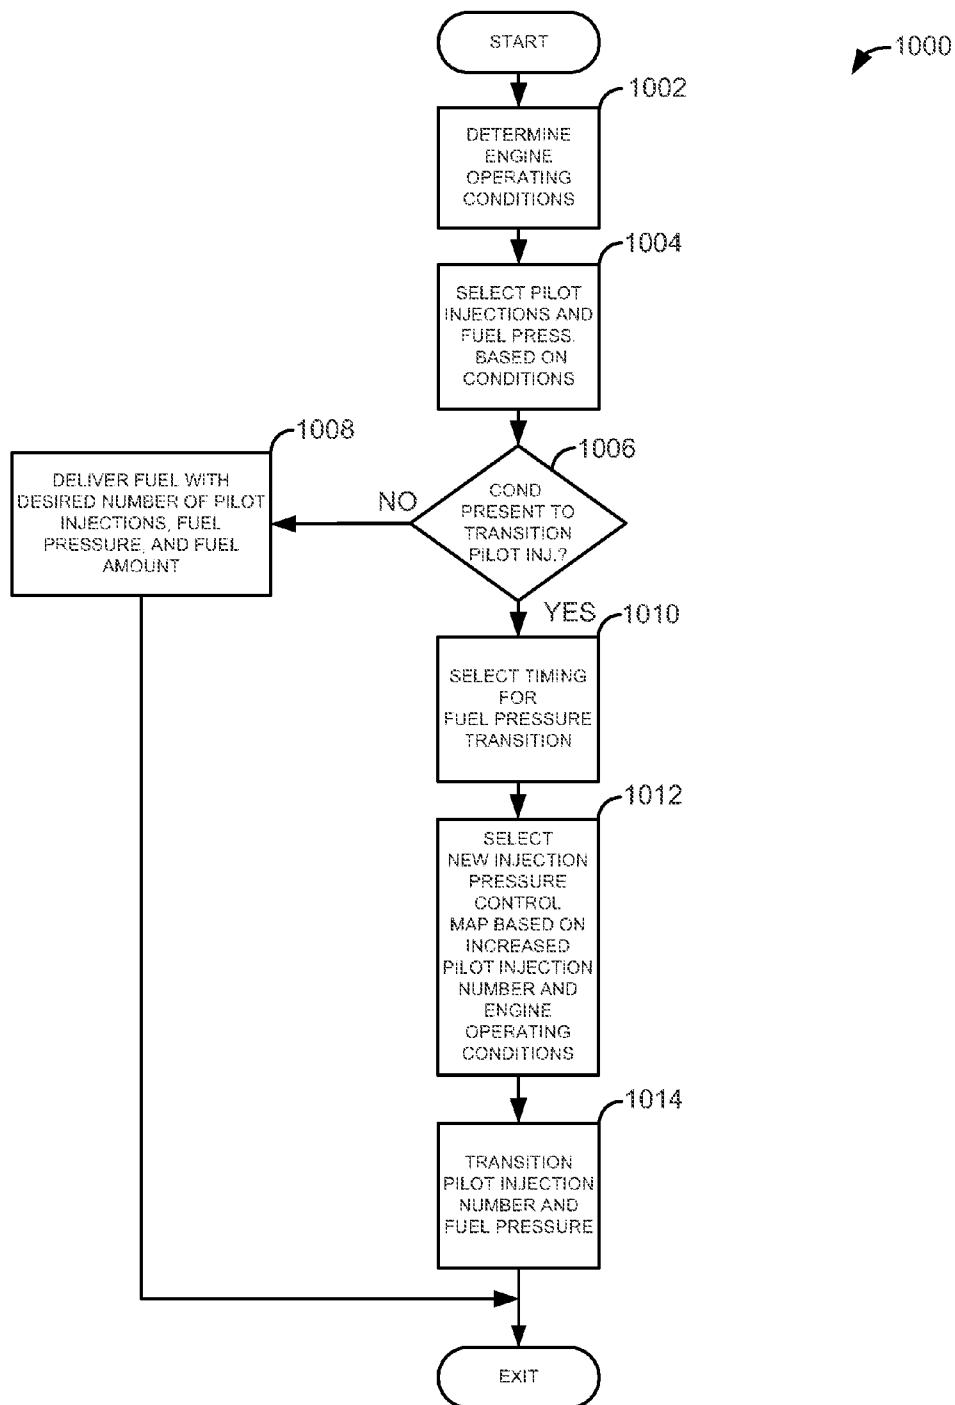 START
1000
1002
DETERMINE
ENGINE
OPERATING
CONDITIONS
1004
SELECT PILOT
INJECTIONS AND
FUEL PRESS.
BASED ON
CONDITIONS
1006
COND
PRESENT TO
TRANSITION
PILOT INJ.?
NO
1008
DELIVER FUEL WITH
DESIRED NUMBER OF PILOT
INJECTIONS, FUEL
PRESSURE, AND FUEL
AMOUNT
YES
1010
SELECT TIMING
FOR
FUEL PRESSURE
TRANSITION
1012
SELECT
NEW INJECTION
PRESSURE
CONTROL
MAP BASED ON
INCREASED
PILOT INJECTION
NUMBER AND
ENGINE
OPERATING
CONDITIONS
1014
TRANSITION
PILOT INJECTION
NUMBER AND
FUEL PRESSURE
EXIT